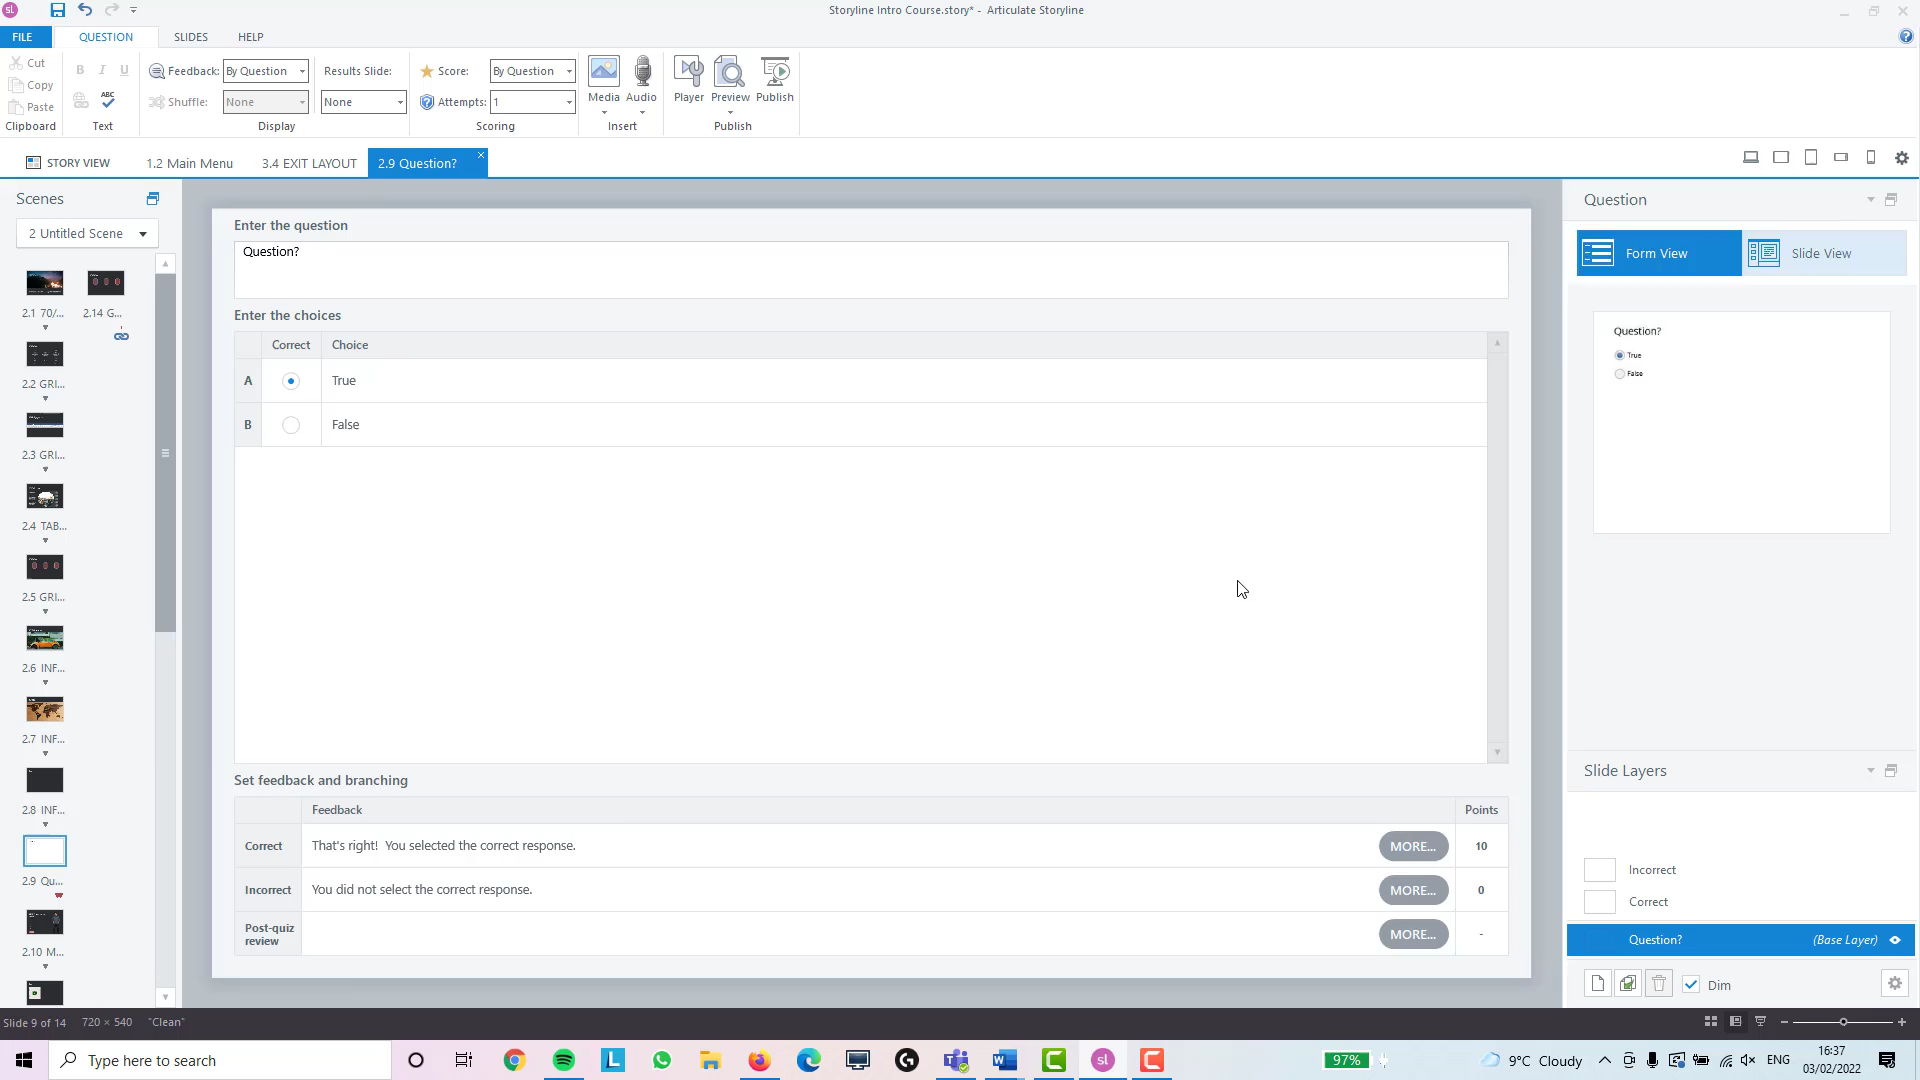 sl
Storyline Intro Course.story* - Articulate Storyline
FILE
QUESTION
SLIDES
HELP
Cut
Copy
Paste
Clipboard
B I U
ABC
Text
Feedback: By Question
Shuffle: None
Results Slide:
None
Display
Score: By Question
Attempts: 1
Scoring
Media
Audio
Insert
Player
Preview
Publish
Publish
STORY VIEW
1.2 Main Menu
3.4 EXIT LAYOUT
2.9 Question?
Scenes
2 Untitled Scene
2.1 70/...
2.14 G...
2.2 GRI...
2.3 GRI...
2.4 TAB...
2.5 GRI...
2.6 INF...
2.7 INF...
2.8 INF...
2.9 Qu...
2.10 M...
Enter the question
Question?
Enter the choices
Correct
Choice
A
True
B
False
Set feedback and branching
Feedback
Points
Correct
That's right! You selected the correct response.
MORE...
10
Incorrect
You did not select the correct response.
MORE...
0
Post-quiz
review
MORE...
-
Question
Form View
Slide View
Question?
True
False
Slide Layers
Incorrect
Correct
Question?
(Base Layer)
Dim
Slide 9 of 14
720 × 540
"Clean"
Type here to search
97%
9°C Cloudy
ENG
16:37
03/02/2022